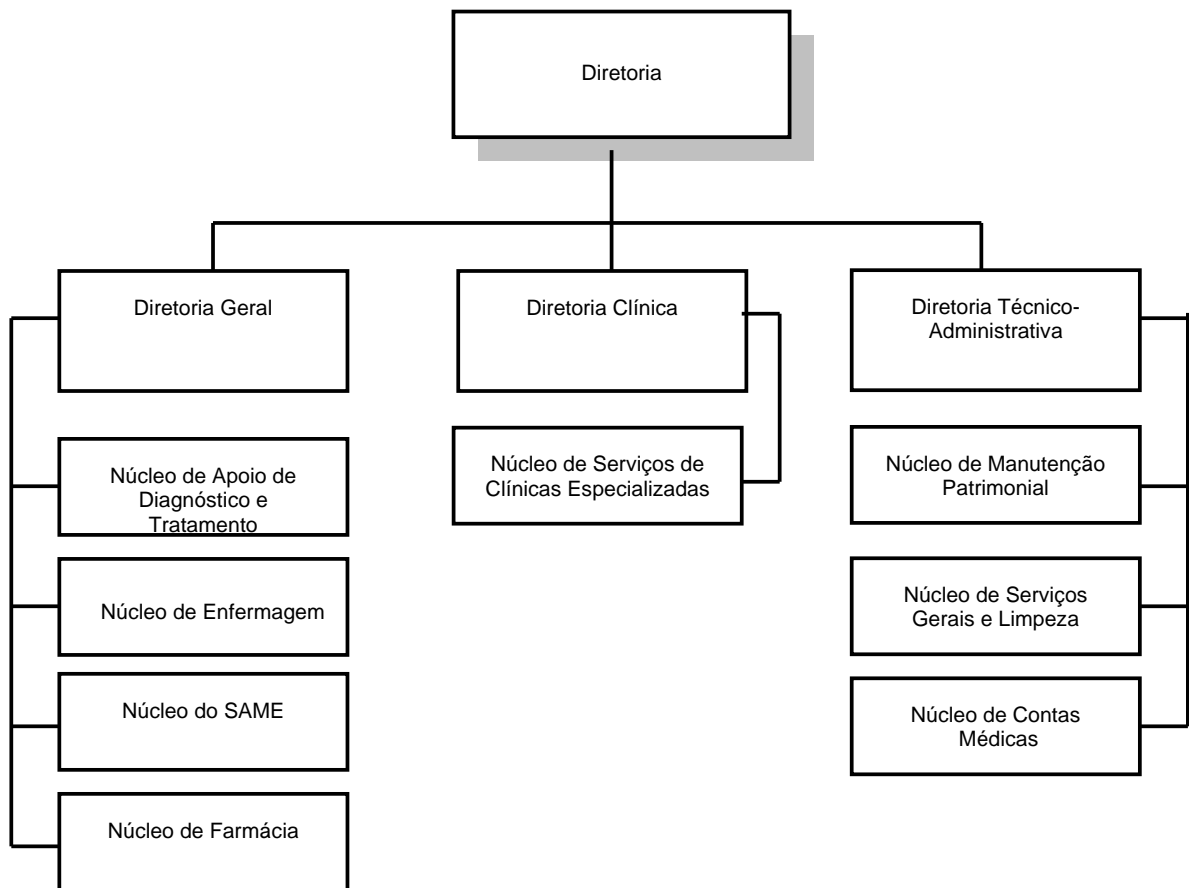 Diretoria
Diretoria Geral
Diretoria Clínica
Diretoria Técnico-
Administrativa
Núcleo de Apoio de
Diagnóstico e
Tratamento
Núcleo de Serviços de
Clínicas Especializadas
Núcleo de Manutenção
Patrimonial
Núcleo de Enfermagem
Núcleo de Serviços
Gerais e Limpeza
Núcleo do SAME
Núcleo de Contas
Médicas
Núcleo de Farmácia